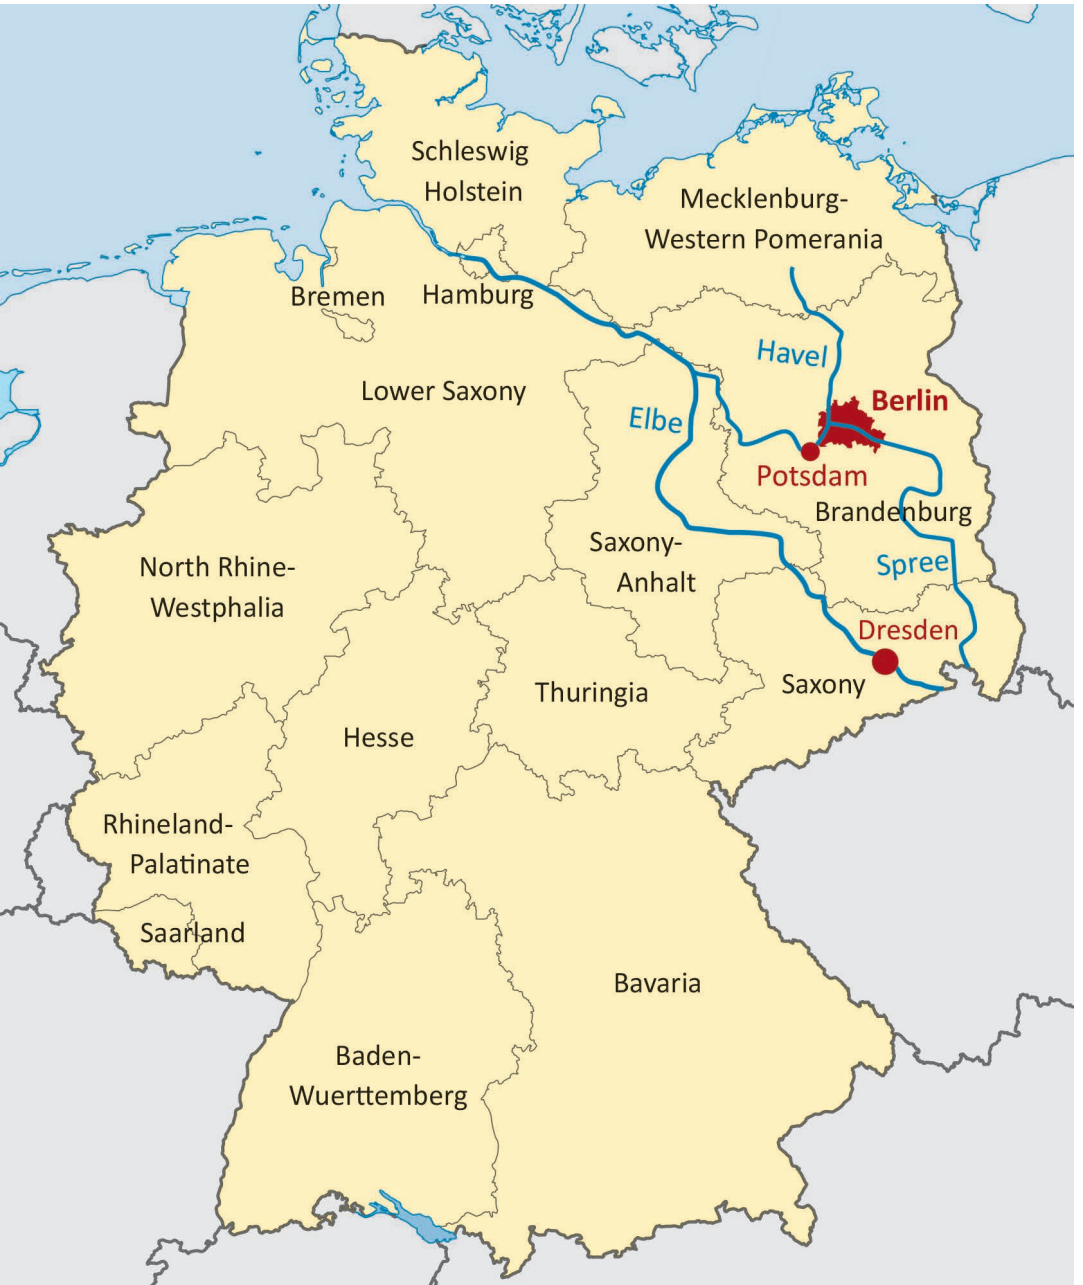 Schleswig
Holstein
Mecklenburg-
Western Pomerania
Bremen
Hamburg
Havel
Lower Saxony
Elbe
Berlin
Potsdam
Brandenburg
Saxony-
Anhalt
Spree
North Rhine-
Westphalia
Dresden
Saxony
Thuringia
Hesse
Rhineland-
Palatinate
Saarland
Bavaria
Baden-
Wuerttemberg